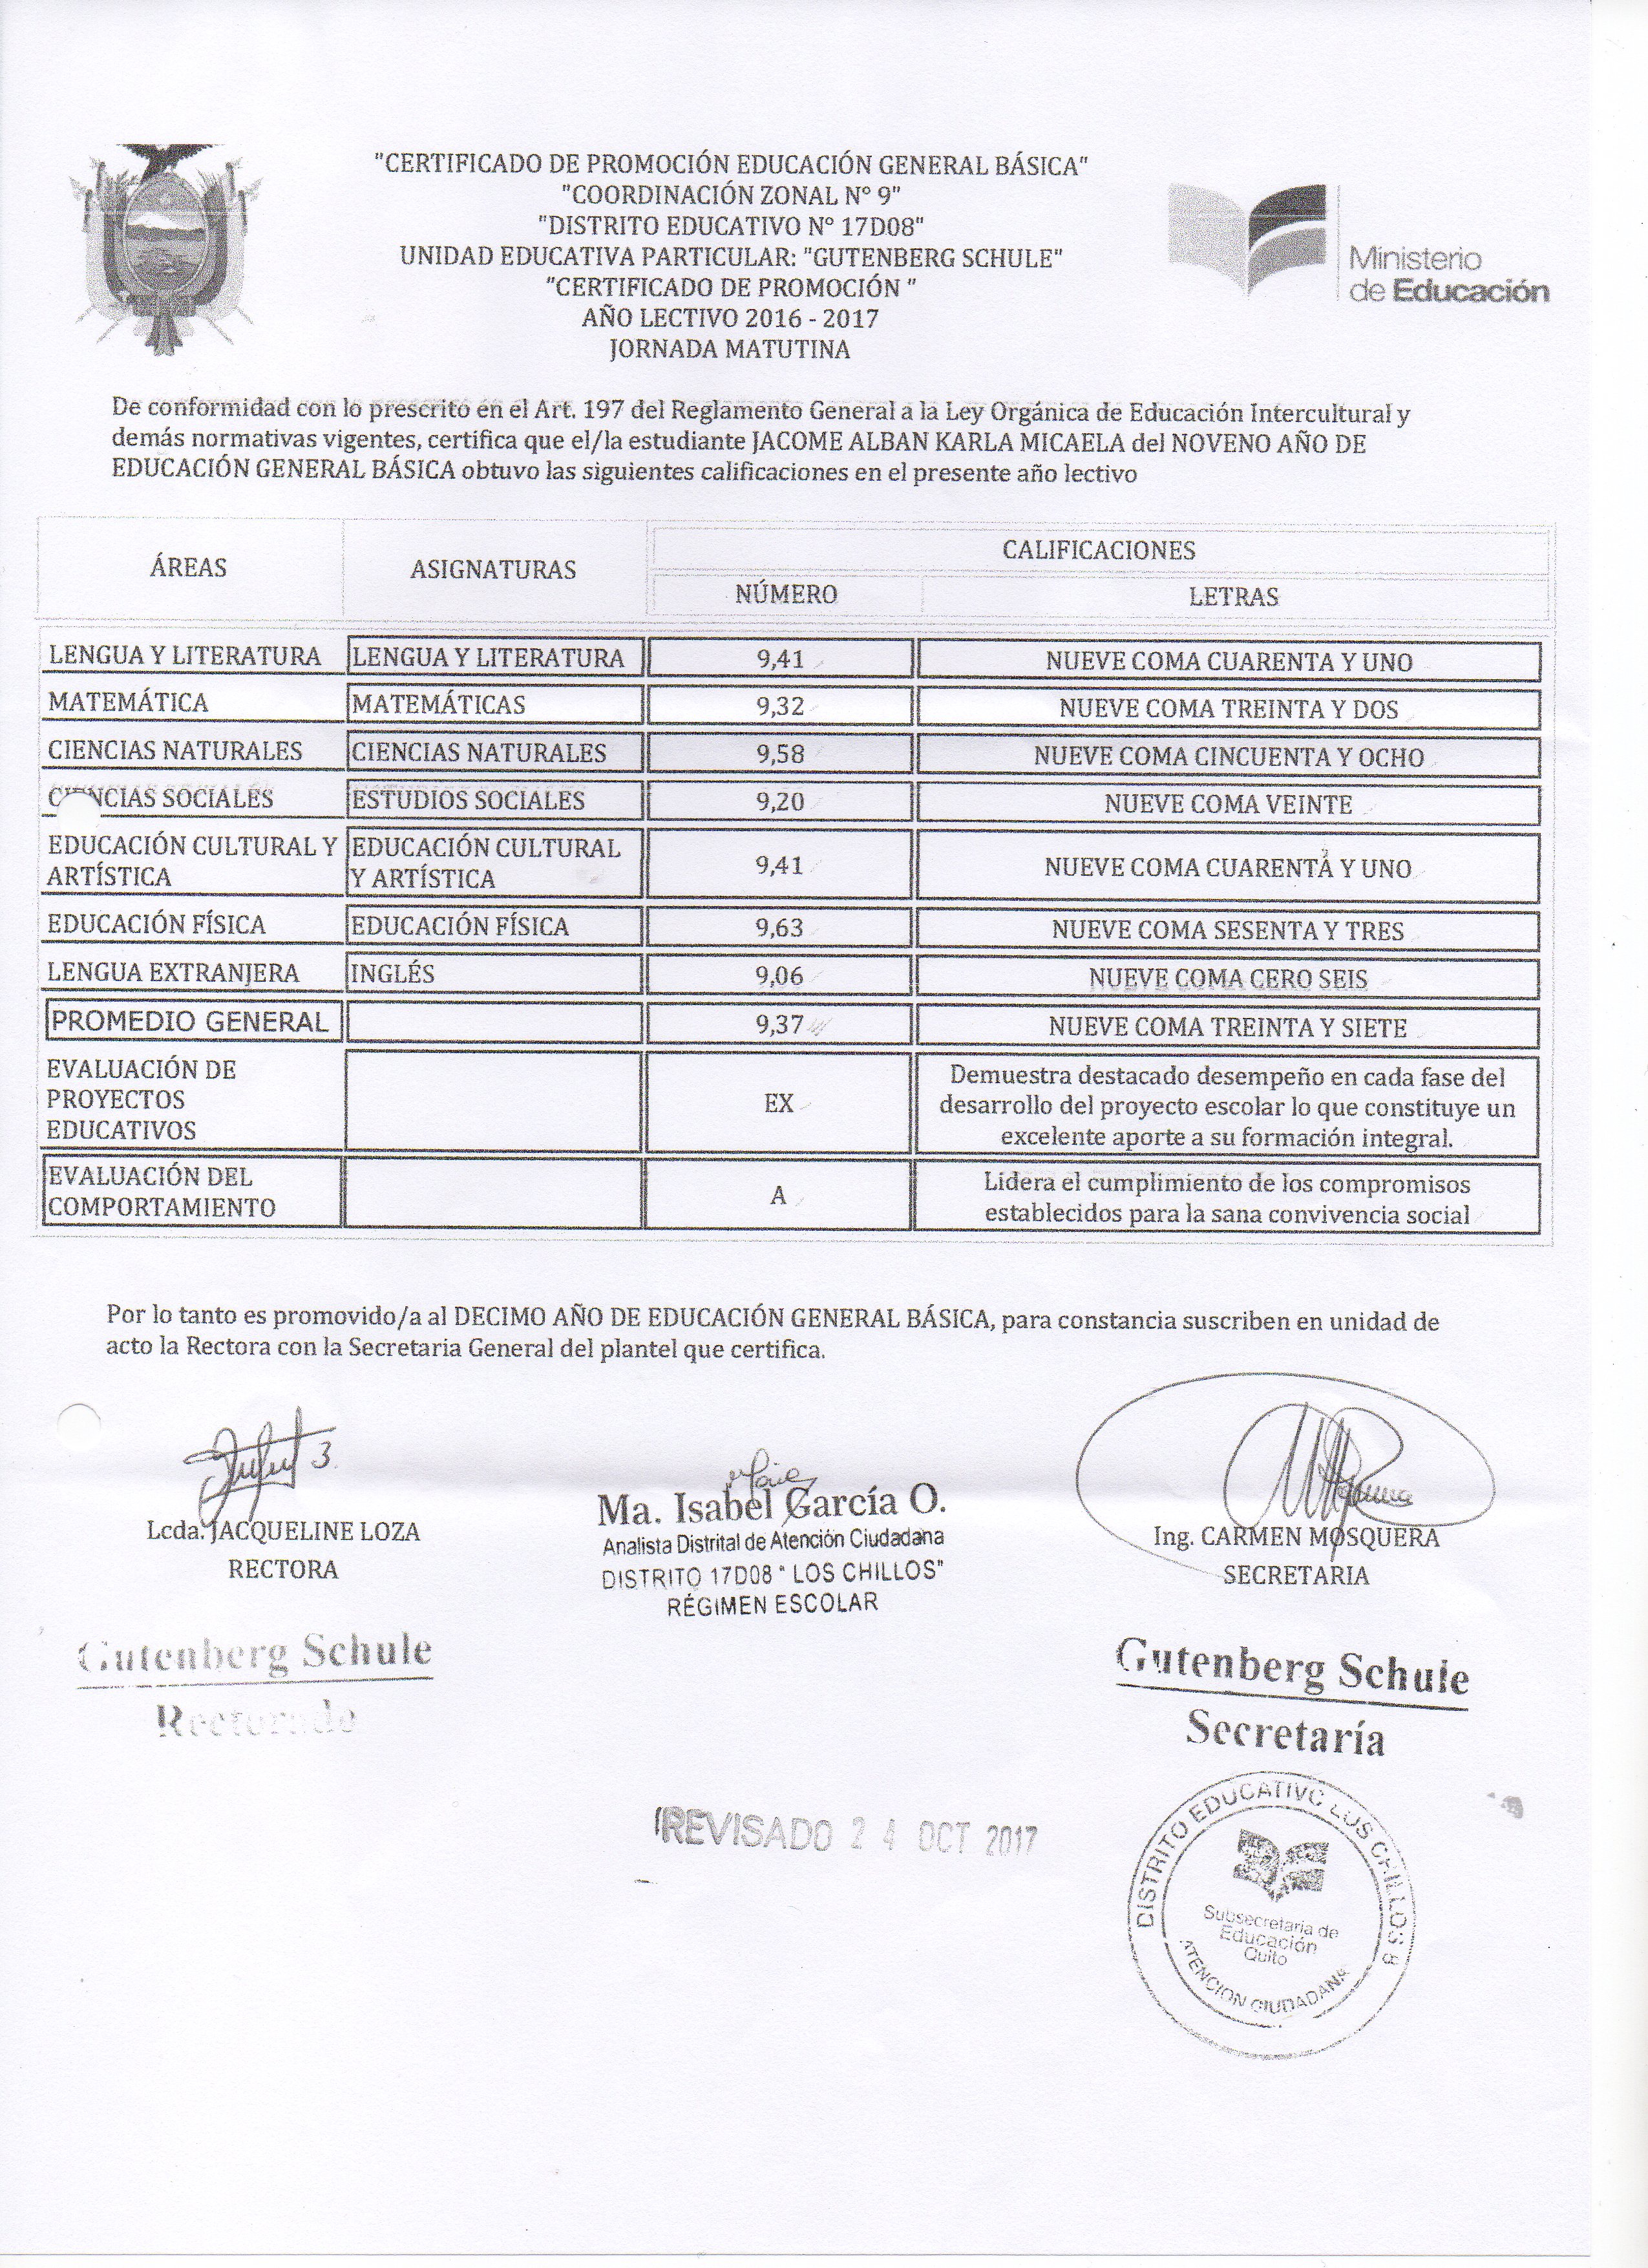 "CERTIFICADO DE PROMOCIÓN EDUCACIÓN GENERAL BÁSICA"
"COORDINACIÓN ZONAL N° 9"
"DISTRITO EDUCATIVO N° 17D08"
UNIDAD EDUCATIVA PARTICULAR: "GUTENBERG SCHULE"
"CERTIFICADO DE PROMOCIÓN "
AÑO LECTIVO 2016 - 2017
JORNADA MATUTINA
Ministerio
de Educación
De conformidad con lo prescrito en el Art. 197 del Reglamento General a la Ley Orgánica de Educación Intercultural y
demás normativas vigentes, certifica que el/la estudiante JACOME ALBAN KARLA MICAELA del NOVENO AÑO DE
EDUCACIÓN GENERAL BÁSICA obtuvo las siguientes calificaciones en el presente año lectivo
ÁREAS ASIGNATURAS CALIFICACIONES
NÚMERO LETRAS
LENGUA Y LITERATURA LENGUA Y LITERATURA 9,41 NUEVE COMA CUARENTA Y UNO
MATEMÁTICA MATEMÁTICAS 9,32 NUEVE COMA TREINTA Y DOS
CIENCIAS NATURALES CIENCIAS NATURALES 9,58 NUEVE COMA CINCUENTA Y OCHO
CIENCIAS SOCIALES ESTUDIOS SOCIALES 9,20 NUEVE COMA VEINTE
EDUCACIÓN CULTURAL Y EDUCACIÓN CULTURAL
ARTÍSTICA Y ARTÍSTICA 9,41 NUEVE COMA CUARENTA Y UNO
EDUCACIÓN FÍSICA EDUCACIÓN FÍSICA 9,63 NUEVE COMA SESENTA Y TRES
LENGUA EXTRANJERA INGLÉS 9,06 NUEVE COMA CERO SEIS
PROMEDIO GENERAL 9,37 NUEVE COMA TREINTA Y SIETE
EVALUACIÓN DE
PROYECTOS
EDUCATIVOS
EX
Demuestra destacado desempeño en cada fase del
desarrollo del proyecto escolar lo que constituye un
excelente aporte a su formación integral.
EVALUACIÓN DEL
COMPORTAMIENTO
A
Lidera el cumplimiento de los compromisos
establecidos para la sana convivencia social
Por lo tanto es promovido/a al DECIMO AÑO DE EDUCACIÓN GENERAL BÁSICA, para constancia suscriben en unidad de
acto la Rectora con la Secretaria General del plantel que certifica.
Lcda. JACQUELINE LOZA
RECTORA
Gutenberg Schule
Rectorado
Ma. Isabel García O.
Analista Distrital de Atención Ciudadana
DISTRITO 17D08 " LOS CHILLOS"
RÉGIMEN ESCOLAR
Ing. CARMEN MOSQUERA
SECRETARIA
Gutenberg Schule
Secretaría
REVISADO 24 OCT 2017
DISTRITO EDUCATIVO LOS CHILLOS 8
Subsecretaría de
Educación
Quito
ATENCION CIUDADANA